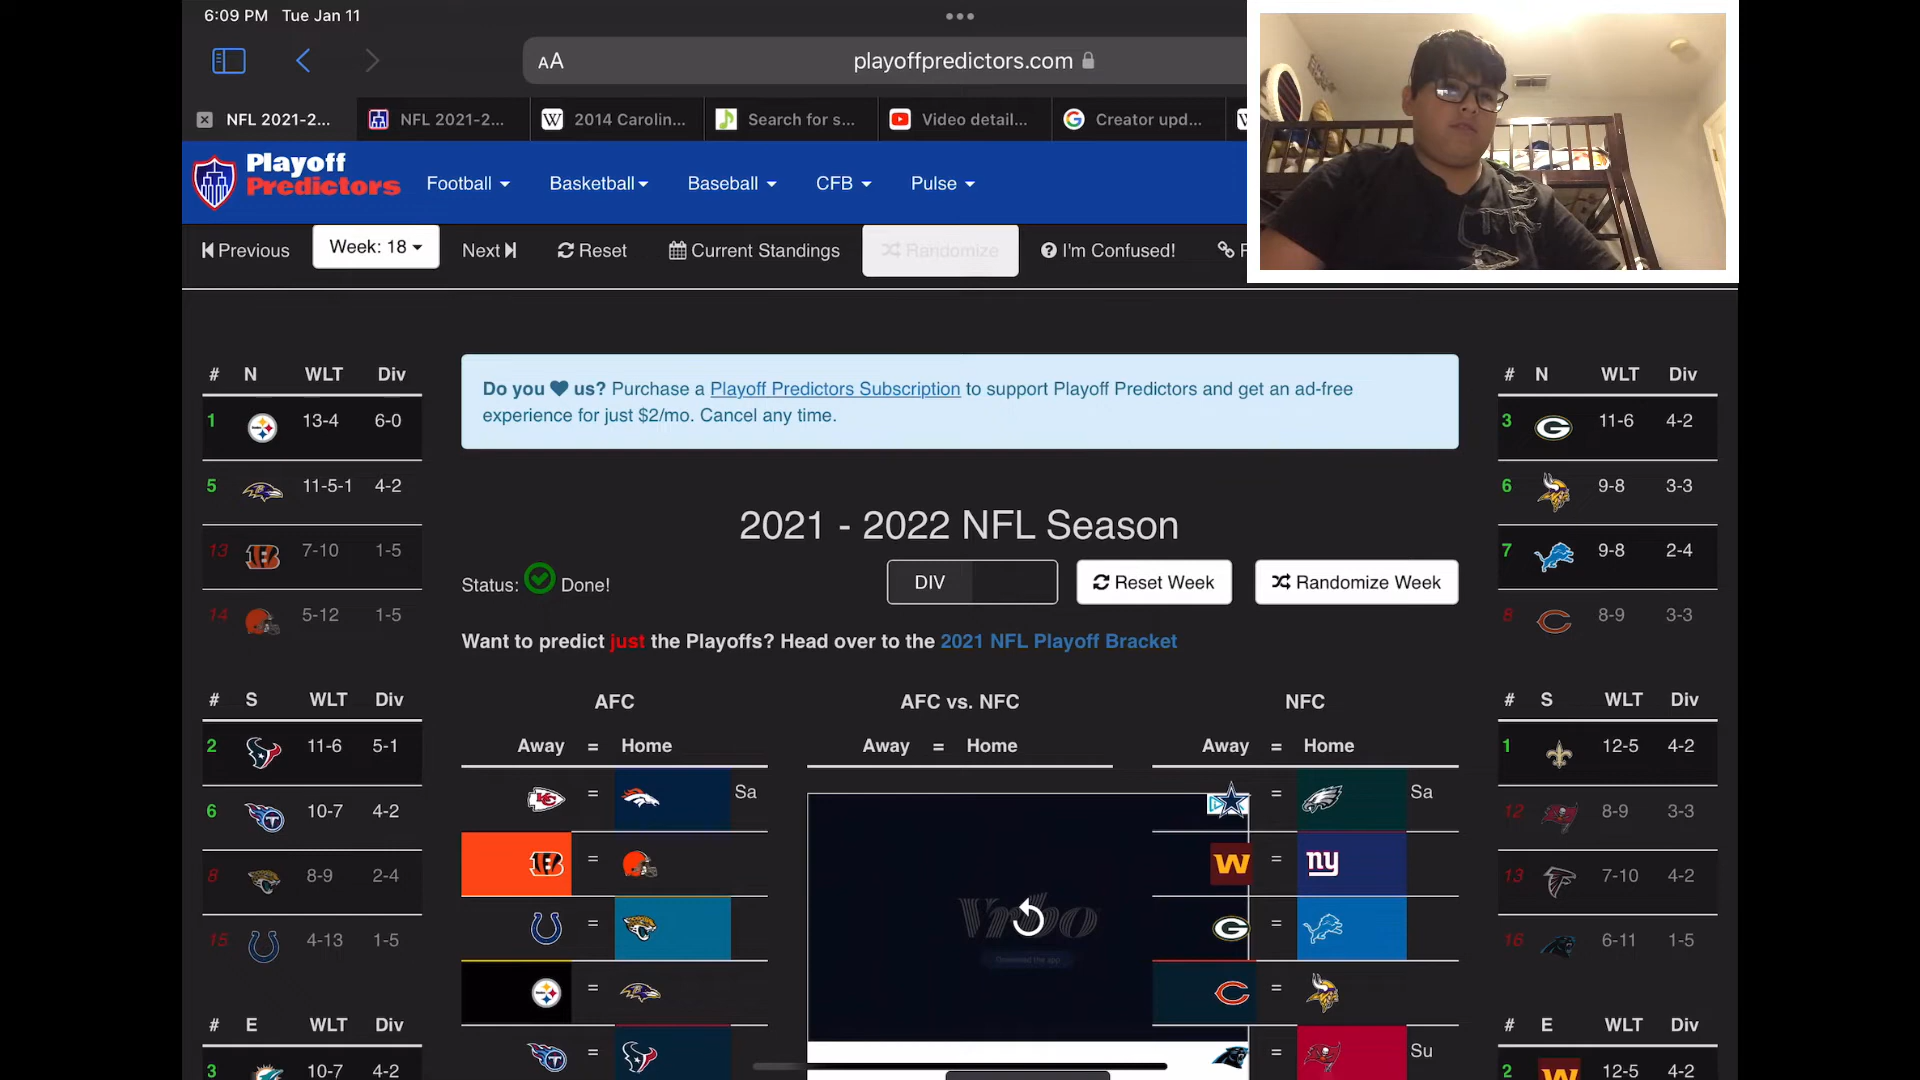 6:09 PM Tue Jan 11
AA playoffpredictors.com
NFL 2021-2... NFL 2021-2... 2014 Carolin... Search for s... Video detail... Creator upd...
Playoff Predictors Football Basketball Baseball CFB Pulse
Previous Week: 18 Next Reset Current Standings Randomize I'm Confused!
Do you us? Purchase a Playoff Predictors Subscription to support Playoff Predictors and get an ad-free
experience for just $2/mo. Cancel any time.
2021 - 2022 NFL Season
Status: Done! DIV Reset Week Randomize Week
Want to predict just the Playoffs? Head over to the 2021 NFL Playoff Bracket
# N WLT Div
1 13-4 6-0
5 11-5-1 4-2
13 7-10 1-5
14 5-12 1-5
# S WLT Div
2 11-6 5-1
6 10-7 4-2
8 8-9 2-4
15 4-13 1-5
# E WLT Div
3 10-7 4-2
AFC
Away = Home
= Sa
=
=
=
=
AFC vs. NFC
Away = Home
Vrbo
Download the app
NFC
Away = Home
= Sa
W = ny
G =
=
= Su
# N WLT Div
3 G 11-6 4-2
6 9-8 3-3
7 9-8 2-4
8 8-9 3-3
# S WLT Div
1 12-5 4-2
12 8-9 3-3
13 7-10 4-2
16 6-11 1-5
# E WLT Div
2 W 12-5 4-2